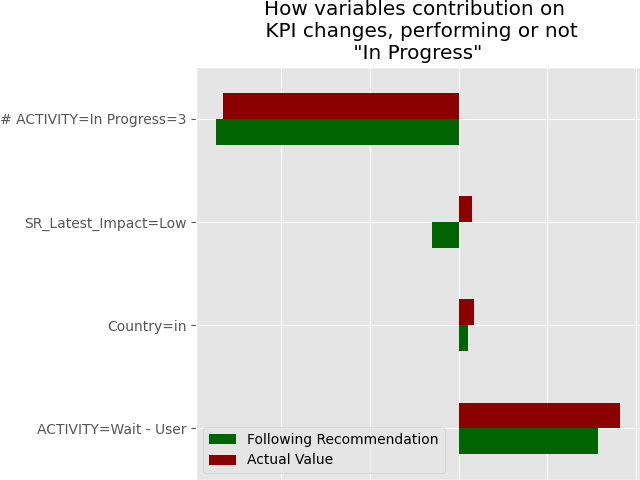 How variables contribution on
KPI changes, performing or not
"In Progress"
# ACTIVITY=In Progress=3
SR_Latest_Impact=Low
Country=in
ACTIVITY=Wait - User
Following Recommendation
Actual Value